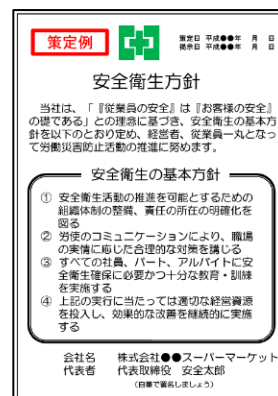 策定例
策定日 平成●●年 月 日
掲示日 平成●●年 月 日
安全衛生方針
当社は、「『従業員の安全』は『お客様の安全』
の礎である」との理念に基づき、安全衛生の基本方
針を以下のとおり定め、経営者、従業員一丸となっ
て労働災害防止活動の推進に努めます。
安全衛生の基本方針
① 安全衛生活動の推進を可能とするための
組織体制の整備、責任の所在の明確化を
図る
② 労使のコミュニケーションにより、職場
の実情に応じた合理的な対策を講じる
③ すべての社員、パート、アルバイトに安
全衛生確保に必要かつ十分な教育・訓練
を実施する
④ 上記の実行に当たっては適切な経営資源
を投入し、効果的な改善を継続的に実施
する
会社名 株式会社●●スーパーマーケット
代表者 代表取締役 安全太郎
(自筆で署名しましょう)